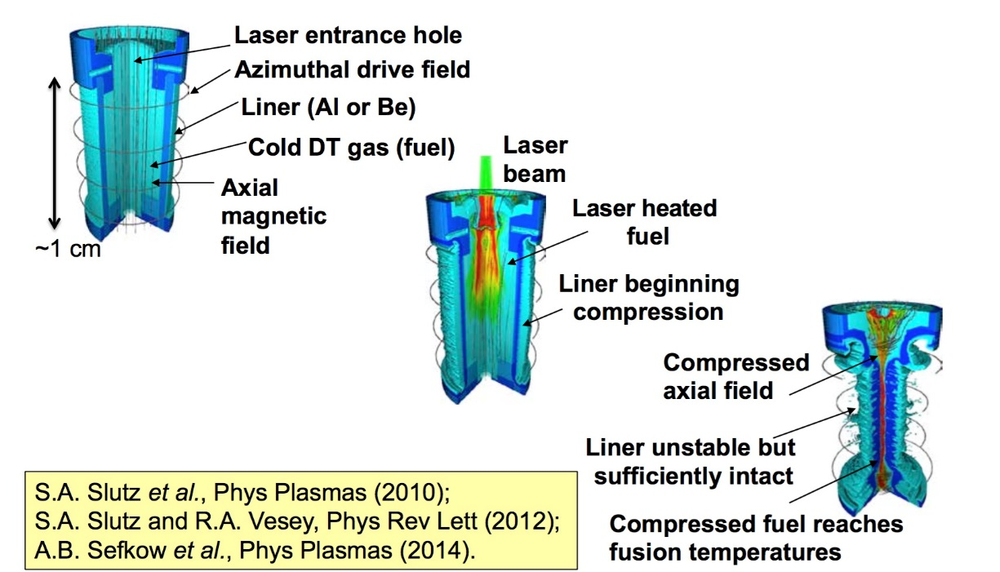 Laser entrance hole
Azimuthal drive field
Liner (Al or Be)
Cold DT gas (fuel)
Axial
magnetic
field
~1 cm
Laser
beam
Laser heated
fuel
Liner beginning
compression
Compressed
axial field
Liner unstable but
sufficiently intact
Compressed fuel reaches
fusion temperatures
S.A. Slutz et al., Phys Plasmas (2010);
S.A. Slutz and R.A. Vesey, Phys Rev Lett (2012);
A.B. Sefkow et al., Phys Plasmas (2014).